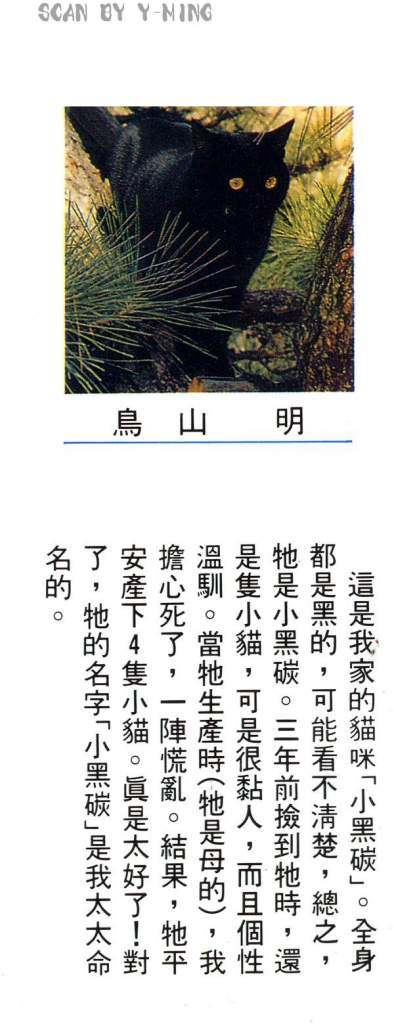 SCAN BY Y-MING
鳥山 明
這是我家的貓咪「小黑碳」。全身
都是黑的，可能看不清楚，總之，
牠是小黑碳。三年前撿到牠時，還
是隻小貓，可是很黏人，而且個性
溫馴。當牠生產時（牠是母的），我
擔心死了，一陣慌亂。結果，牠平
安產下4隻小貓。眞是太好了！對
了，牠的名字「小黑碳」是我太太命
名的。